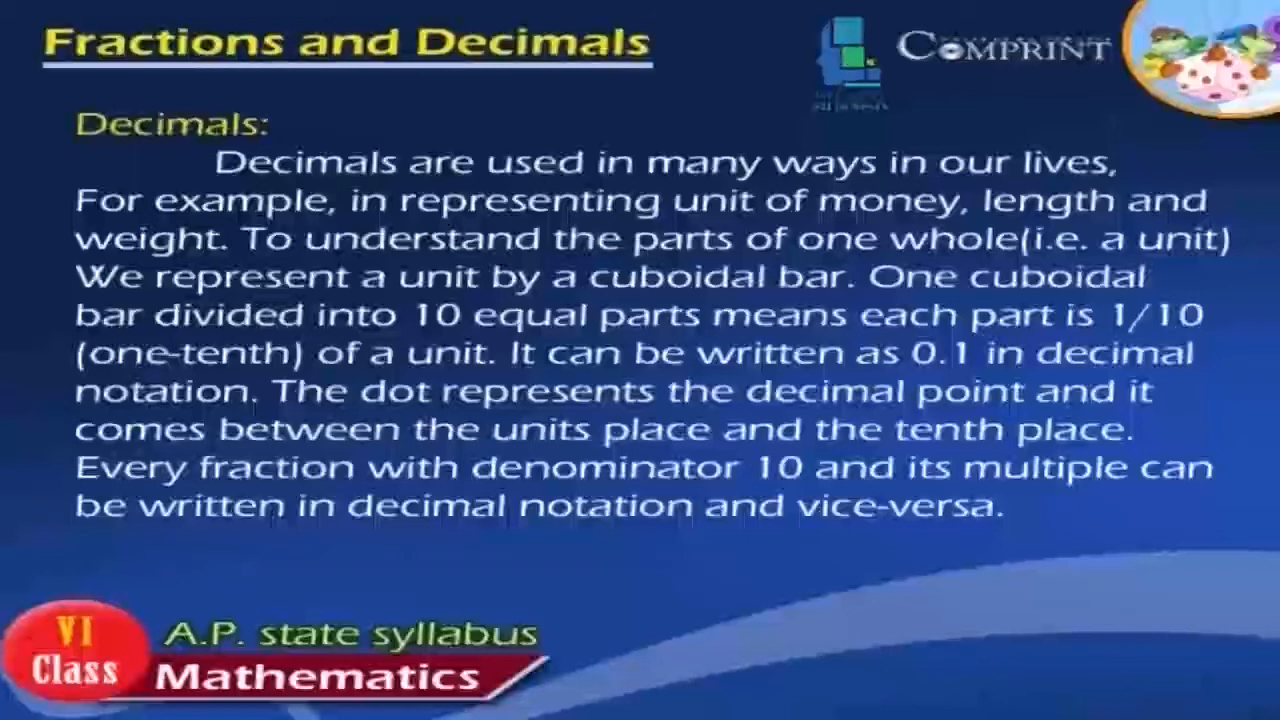 Fractions and Decimals
COMPRINT
Decimals:
Decimals are used in many ways in our lives,
For example, in representing unit of money, length and
weight. To understand the parts of one whole(i.e. a unit)
We represent a unit by a cuboidal bar. One cuboidal
bar divided into 10 equal parts means each part is 1/10
(one-tenth) of a unit. It can be written as 0.1 in decimal
notation. The dot represents the decimal point and it
comes between the units place and the tenth place.
Every fraction with denominator 10 and its multiple can
be written in decimal notation and vice-versa.
VI
Class
A.P. state syllabus
Mathematics